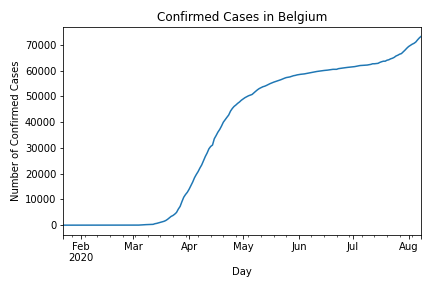 Confirmed Cases in Belgium
Number of Confirmed Cases
70000
60000
50000
40000
30000
20000
10000
0
Feb Mar Apr May Jun Jul Aug
2020
Day